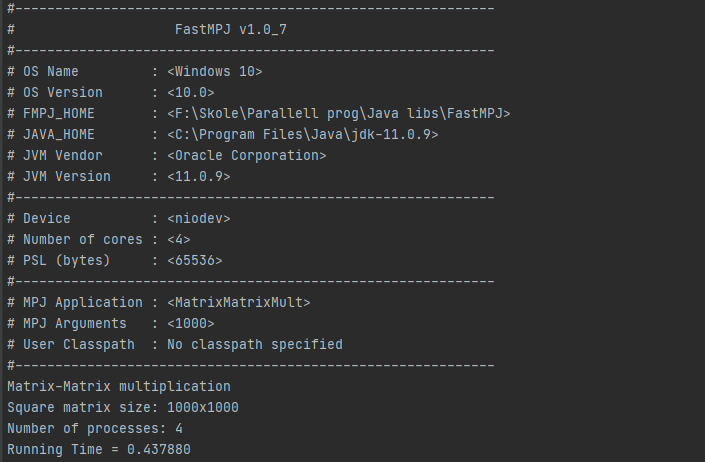 #-----------------------------------------------------------
#                    FastMPJ v1.0_7
#-----------------------------------------------------------
# OS Name         : <Windows 10>
# OS Version      : <10.0>
# FMPJ_HOME       : <F:\Skole\Parallell prog\Java libs\FastMPJ>
# JAVA_HOME       : <C:\Program Files\Java\jdk-11.0.9>
# JVM Vendor      : <Oracle Corporation>
# JVM Version     : <11.0.9>
#-----------------------------------------------------------
# Device          : <niodev>
# Number of cores : <4>
# PSL (bytes)     : <65536>
#-----------------------------------------------------------
# MPJ Application : <MatrixMatrixMult>
# MPJ Arguments   : <1000>
# User Classpath  : No classpath specified
#-----------------------------------------------------------
Matrix-Matrix multiplication
Square matrix size: 1000x1000
Number of processes: 4
Running Time = 0.437880